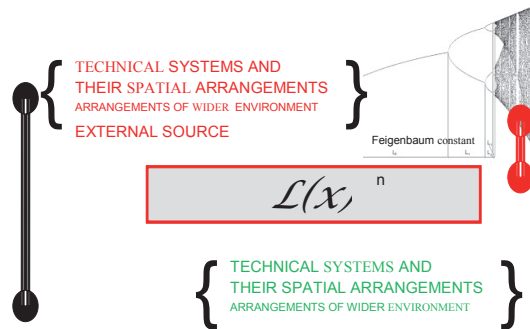 TECHNICAL SYSTEMS AND
THEIR SPATIAL ARRANGEMENTS
ARRANGEMENTS OF WIDER ENVIRONMENT
EXTERNAL SOURCE
Feigenbaum constant
L(x) n
TECHNICAL SYSTEMS AND
THEIR SPATIAL ARRANGEMENTS
ARRANGEMENTS OF WIDER ENVIRONMENT